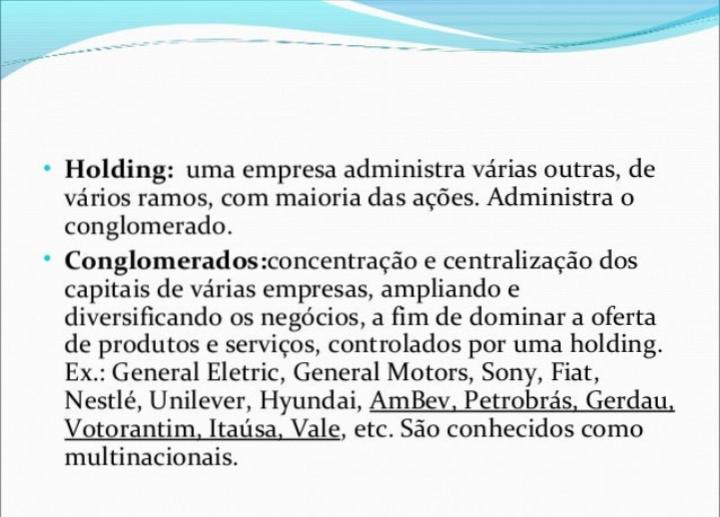 • Holding: uma empresa administra várias outras, de
vários ramos, com maioria das ações. Administra o
conglomerado.
• Conglomerados:concentração e centralização dos
capitais de várias empresas, ampliando e
diversificando os negócios, a fim de dominar a oferta
de produtos e serviços, controlados por uma holding.
Ex.: General Eletric, General Motors, Sony, Fiat,
Nestlé, Unilever, Hyundai, AmBev, Petrobrás, Gerdau,
Votorantim, Itaúsa, Vale, etc. São conhecidos como
multinacionais.